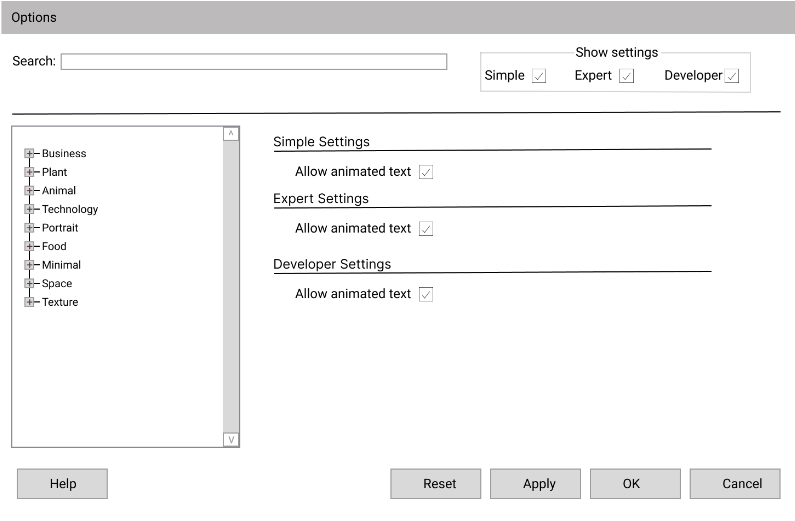 Options
Search:
Show settings
Simple Expert Developer
Business
Plant
Animal
Technology
Portrait
Food
Minimal
Space
Texture
Simple Settings
Allow animated text
Expert Settings
Allow animated text
Developer Settings
Allow animated text
Help Reset Apply OK Cancel